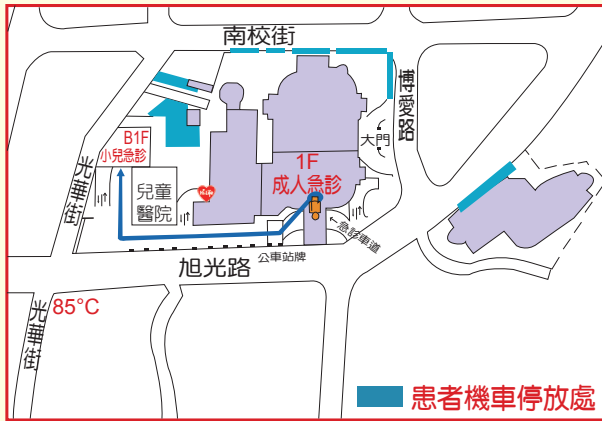 南校街
博愛路
大門
B1F
小兒急診
1F
成人急診
光華街
兒童
醫院
急診車道
公車站牌
旭光路
光華街
85°C
患者機車停放處